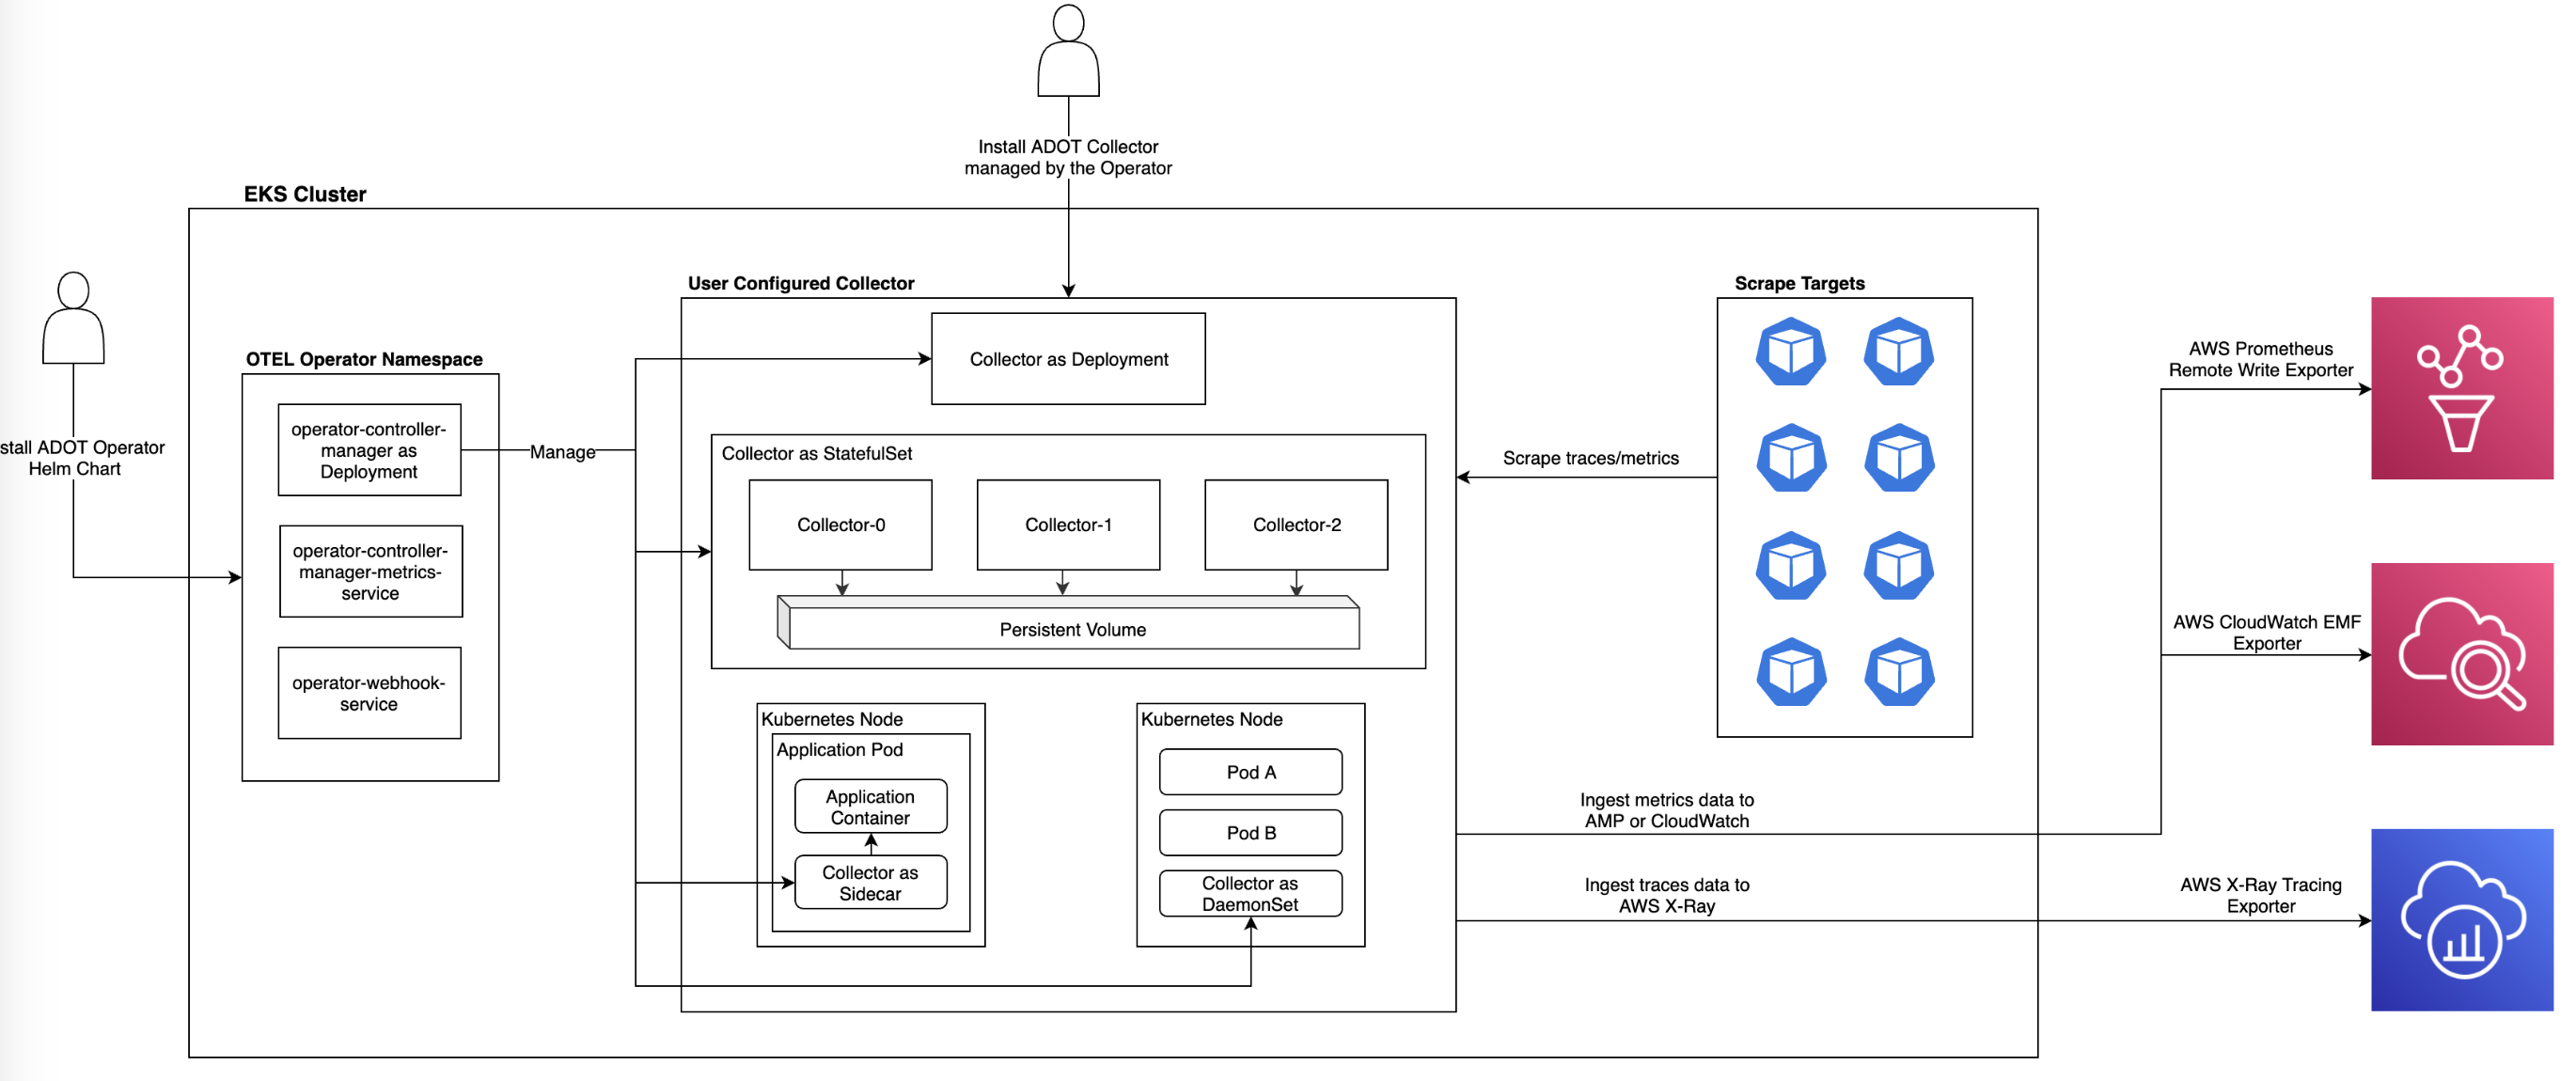 Install ADOT Collector
managed by the Operator
EKS Cluster
stall ADOT Operator
Helm Chart
OTEL Operator Namespace
operator-controller-
manager as
Deployment
operator-controller-
manager-metrics-
service
operator-webhook-
service
Manage
User Configured Collector
Collector as Deployment
Collector as StatefulSet
Collector-0
Collector-1
Collector-2
Persistent Volume
Kubernetes Node
Application Pod
Application
Container
Collector as
Sidecar
Kubernetes Node
Pod A
Pod B
Collector as
DaemonSet
Scrape traces/metrics
Scrape Targets
Ingest metrics data to
AMP or CloudWatch
Ingest traces data to
AWS X-Ray
AWS Prometheus
Remote Write Exporter
AWS CloudWatch EMF
Exporter
AWS X-Ray Tracing
Exporter